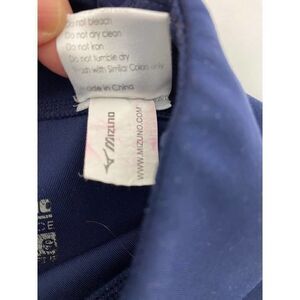 Do not bleach
Do not dry clean
Do not iron
Do not tumble dry
Wash with Similar Colors only
Made in China
MIZUNO
WWW.MIZUNO.COM